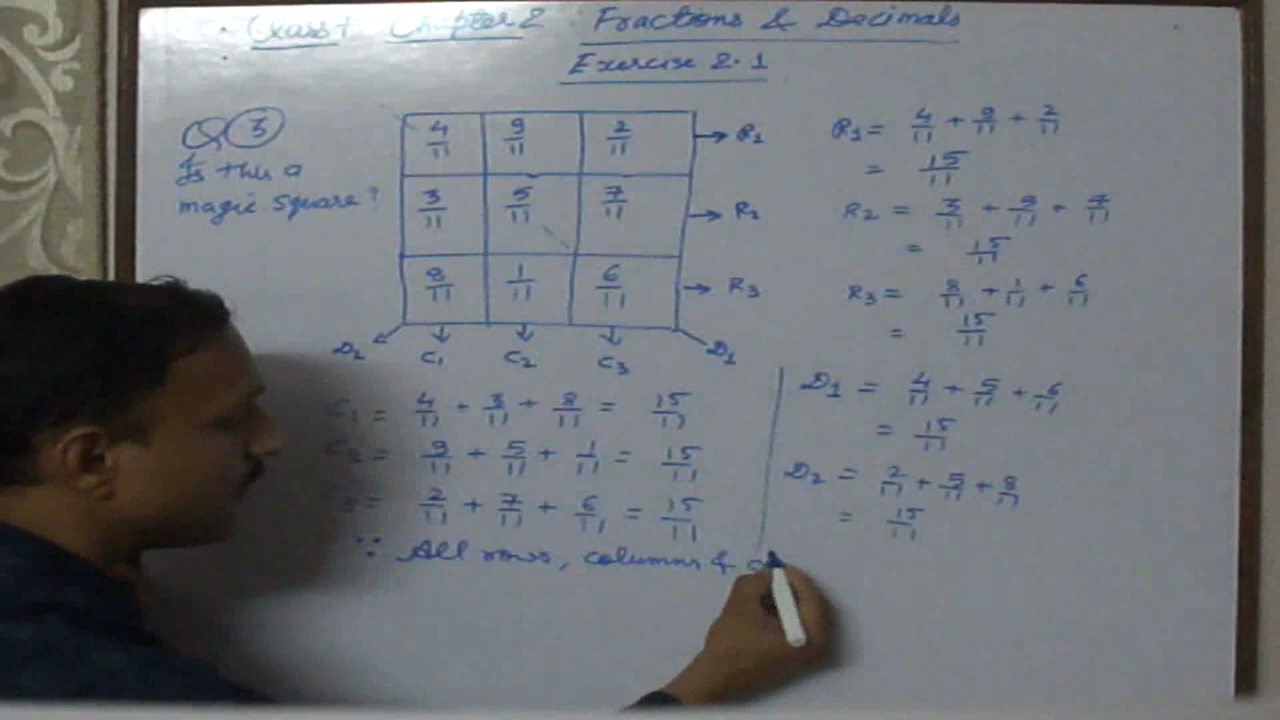 Class 7 Chapter 2 Fractions & Decimals
Exercise 2.1
Q 3
Is this a
magic square?
4/11 9/11 2/11 → R1
3/11 5/11 7/11 → R2
8/11 1/11 6/11 → R3
D2 C1 C2 C3 D1
R1 = 4/11 + 9/11 + 2/11
= 15/11
R2 = 3/11 + 5/11 + 7/11
= 15/11
R3 = 8/11 + 1/11 + 6/11
= 15/11
C1 = 4/11 + 3/11 + 8/11 = 15/11
C2 = 9/11 + 5/11 + 1/11 = 15/11
C3 = 2/11 + 7/11 + 6/11 = 15/11
∵ All rows, columns &
D1 = 4/11 + 5/11 + 6/11
= 15/11
D2 = 2/11 + 5/11 + 8/11
= 15/11